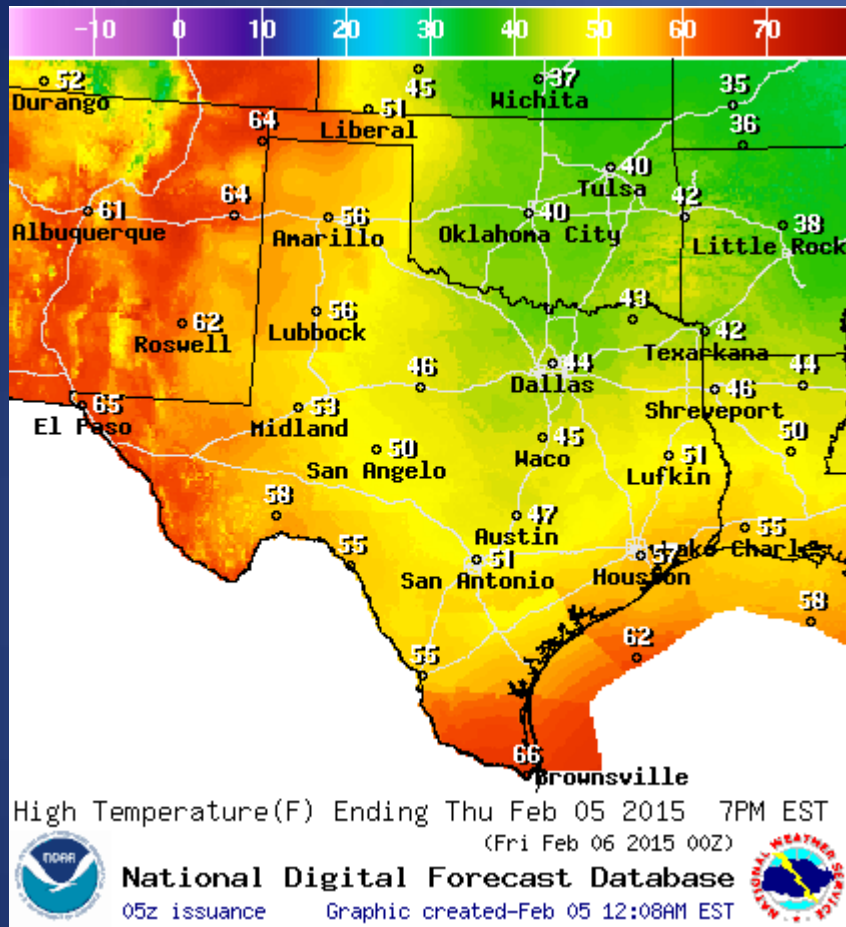 -10 0 10 20 30 40 50 60 70
52 45 37 35
Durango Wichita
51
Liberal
64 36
40
Tulsa
61 64 56 40 42 38
Albuquerque Amarillo Oklahoma City Little Rock
62 56 43 42
Roswell Lubbock Texarkana
44
Dallas
65 53 46 46 44
El Paso Midland Shreveport
50 45 51 50
San Angelo Waco Lufkin
58 47 55
Austin Lake Charles
55 51 57
San Antonio Houston
58
62
55
66
Brownsville
High Temperature(F) Ending Thu Feb 05 2015 7PM EST
(Fri Feb 06 2015 00Z)
NOAA
National Digital Forecast Database
05z issuance Graphic created-Feb 05 12:08AM EST
NATIONAL WEATHER SERVICE